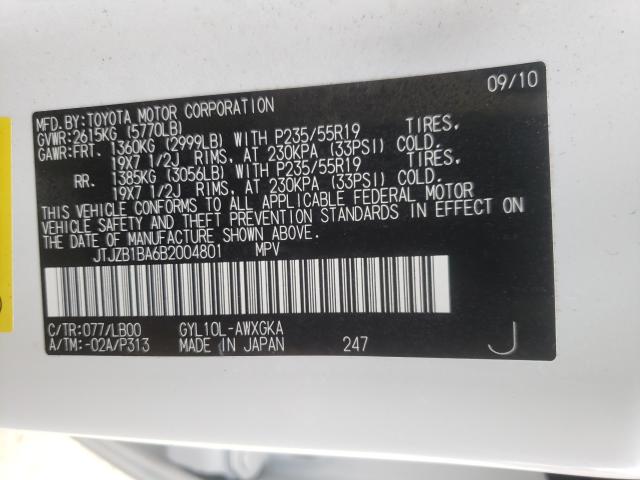 09/10
MFD.BY:TOYOTA MOTOR CORPORATION
GVWR:2615KG (5770LB)
GAWR:FRT. 1360KG (2999LB) WITH P235/55R19 TIRES,
19X7 1/2J RIMS, AT 230KPA (33PSI) COLD.
RR. 1385KG (3056LB) WITH P235/55R19 TIRES,
19X7 1/2J RIMS, AT 230KPA (33PSI) COLD.
THIS VEHICLE CONFORMS TO ALL APPLICABLE FEDERAL MOTOR
VEHICLE SAFETY AND THEFT PREVENTION STANDARDS IN EFFECT ON
THE DATE OF MANUFACTURE SHOWN ABOVE.
JTJZB1BA6B2004801 MPV
C/TR:077/LB00 GYL10L-AWXGKA
A/TM:-02A/P313 MADE IN JAPAN 247 J